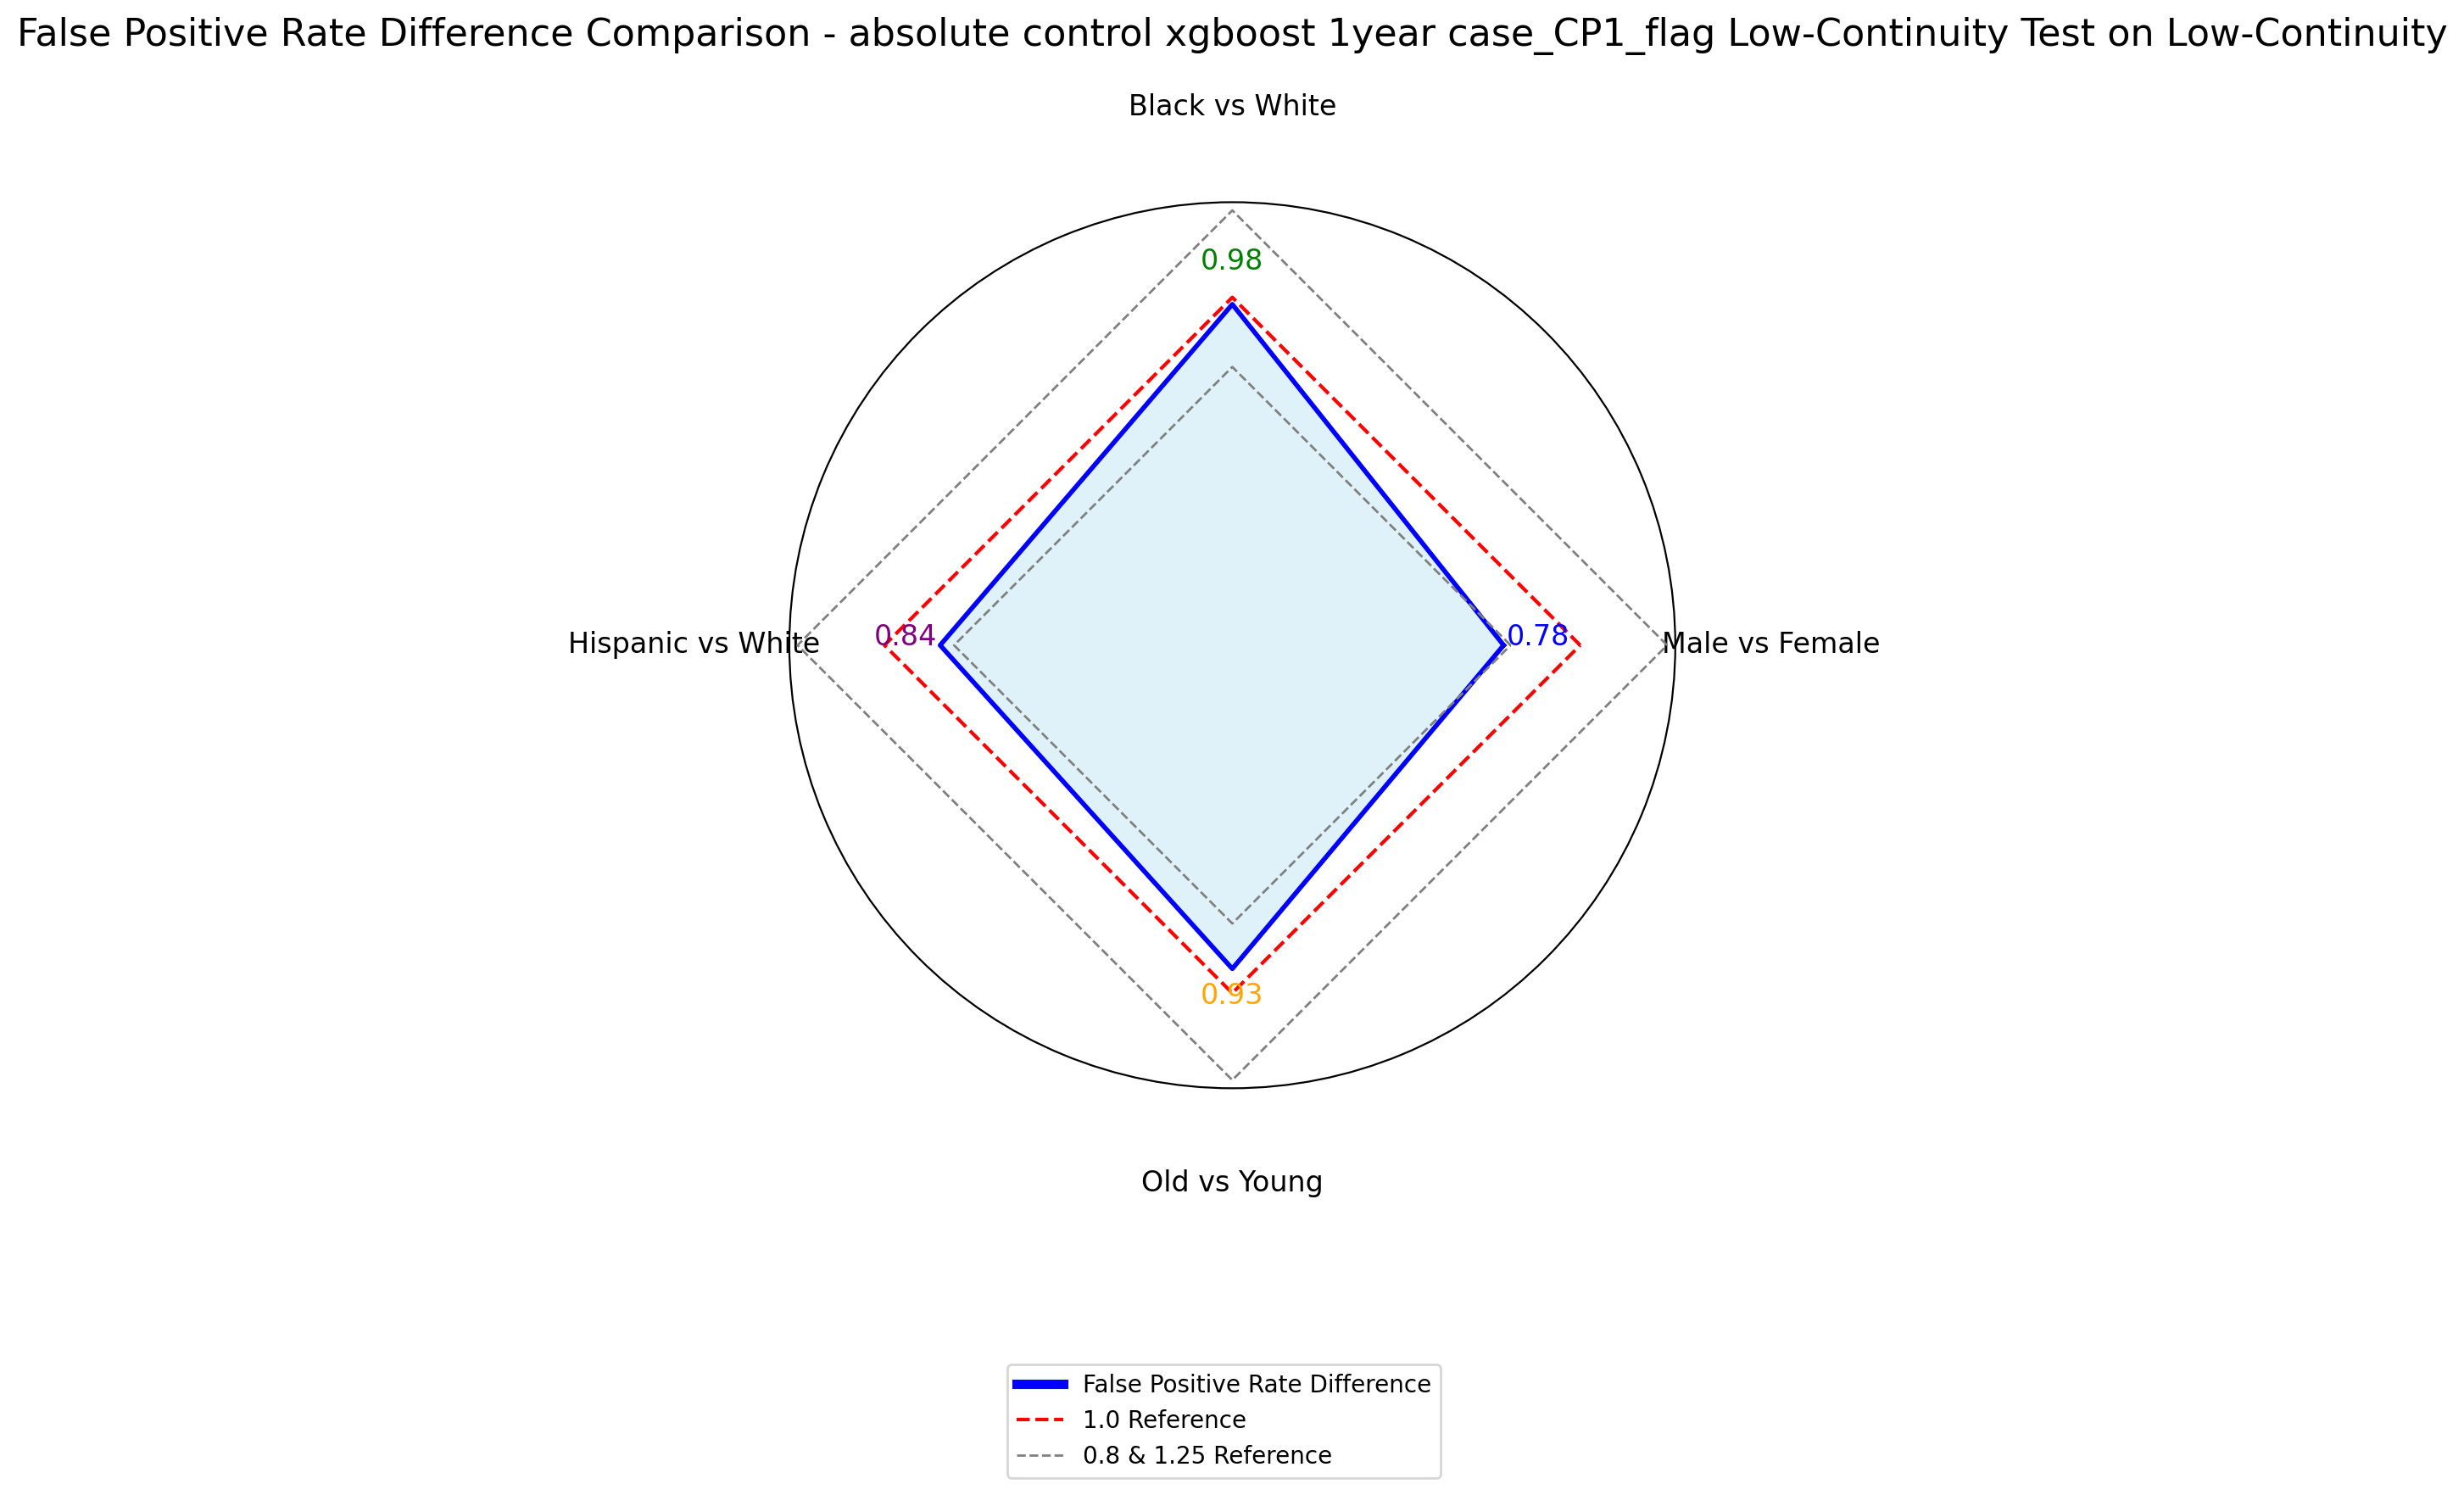 False Positive Rate Difference Comparison - absolute control xgboost 1year case_CP1_flag Low-Continuity Test on Low-Continuity
Black vs White
0.98
Hispanic vs White
0.84
0.78
Male vs Female
0.93
Old vs Young
False Positive Rate Difference
1.0 Reference
0.8 & 1.25 Reference